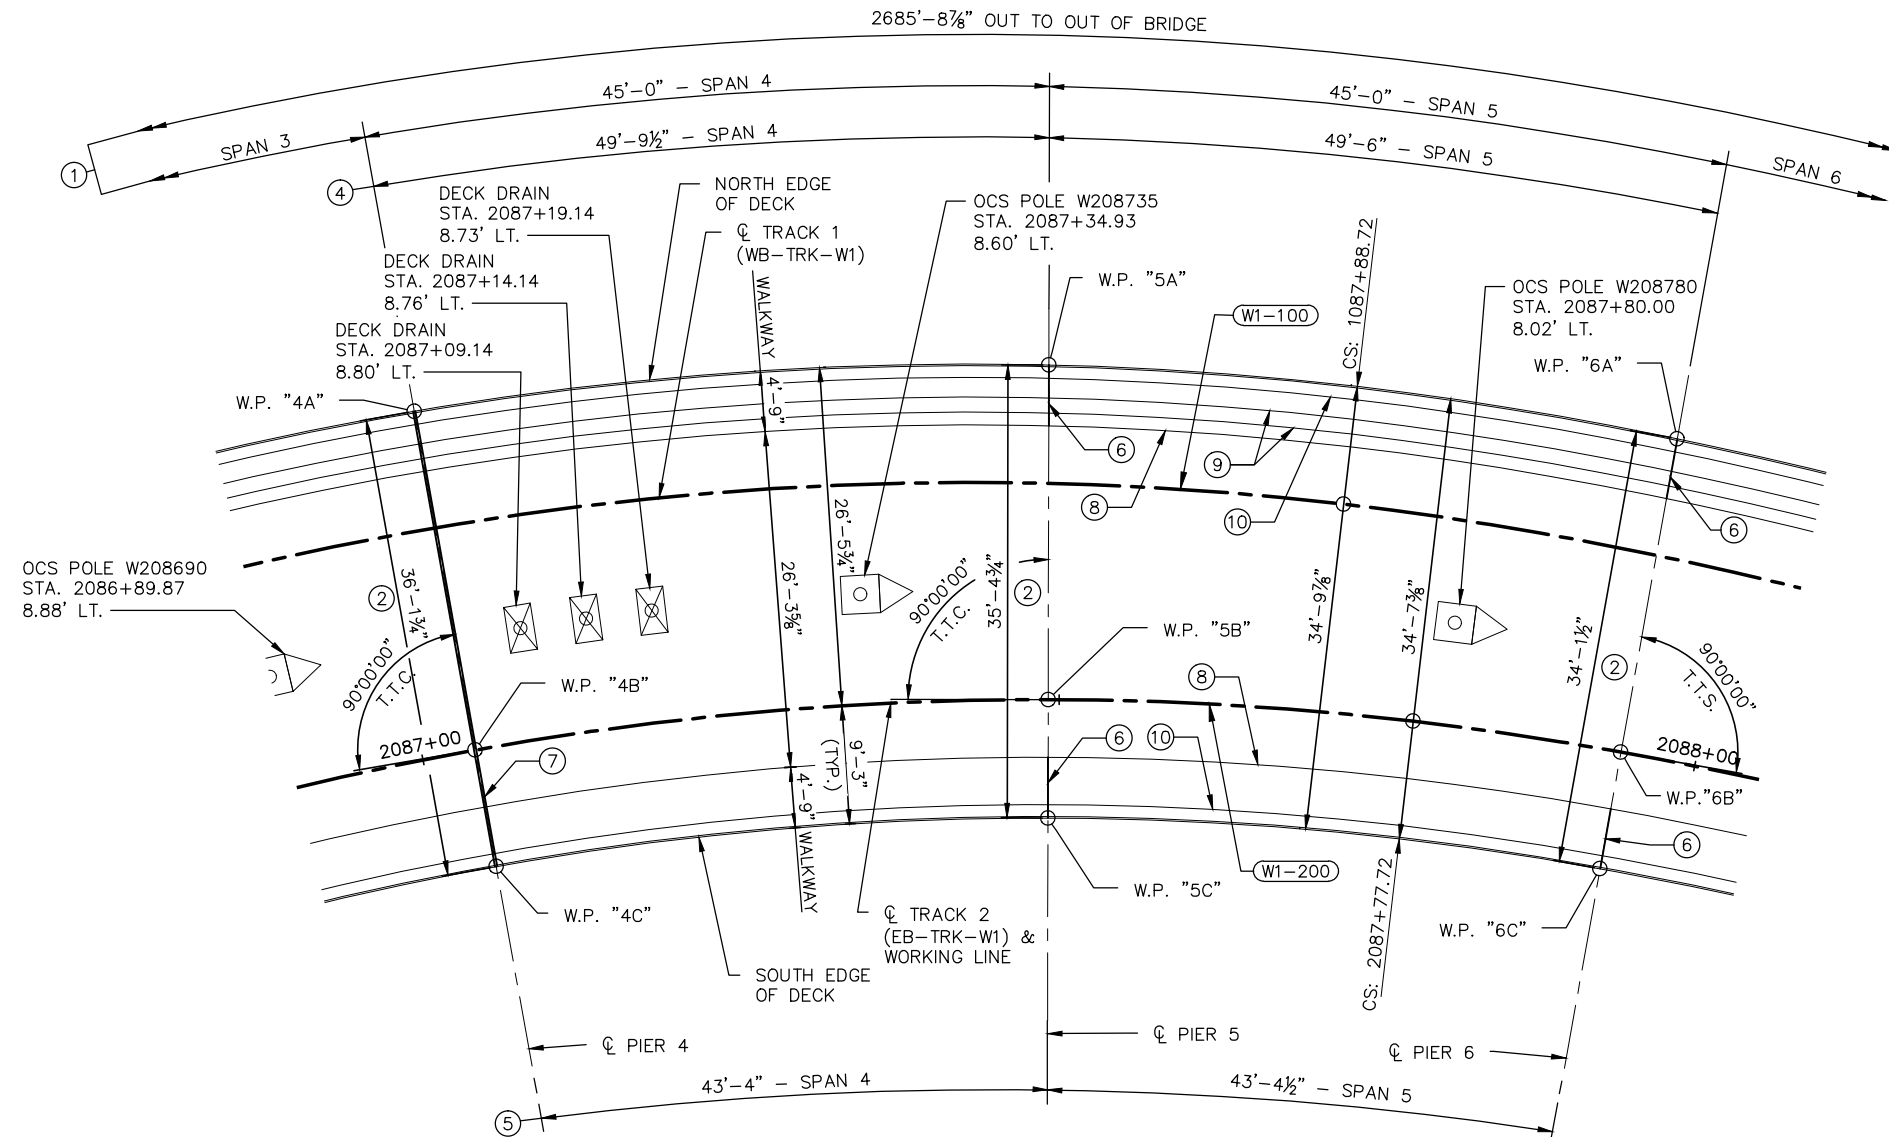 2685'-8⅞" OUT TO OUT OF BRIDGE
45'-0" - SPAN 4
45'-0" - SPAN 5
SPAN 3
49'-9½" - SPAN 4
49'-6" - SPAN 5
SPAN 6
1
4
DECK DRAIN
STA. 2087+19.14
8.73' LT.
NORTH EDGE
OF DECK
℄ TRACK 1
(WB-TRK-W1)
OCS POLE W208735
STA. 2087+34.93
8.60' LT.
DECK DRAIN
STA. 2087+14.14
8.76' LT.
DECK DRAIN
STA. 2087+09.14
8.80' LT.
WALKWAY
4'-9"
W.P. "5A"
W1-100
CS: 1087+88.72
OCS POLE W208780
STA. 2087+80.00
8.02' LT.
W.P. "6A"
W.P. "4A"
6
9
8
10
6
OCS POLE W208690
STA. 2086+89.87
8.88' LT.
2
36'-1¾"
26'-3⅝"
26'-5¾"
90°00'00"
T.T.C.
35'-4¾"
2
34'-9⅞"
34'-7⅜"
34'-1½"
2
90°00'00"
T.T.S.
90°00'00"
T.T.C.
W.P. "4B"
W.P. "5B"
8
2087+00
7
9'-3"
(TYP.)
6
10
2088+00
W.P."6B"
4'-9"
WALKWAY
6
W1-200
W.P. "4C"
℄ TRACK 2
(EB-TRK-W1) &
WORKING LINE
W.P. "5C"
W.P. "6C"
CS: 2087+77.72
SOUTH EDGE
OF DECK
℄ PIER 4
℄ PIER 5
℄ PIER 6
43'-4" - SPAN 4
43'-4½" - SPAN 5
5